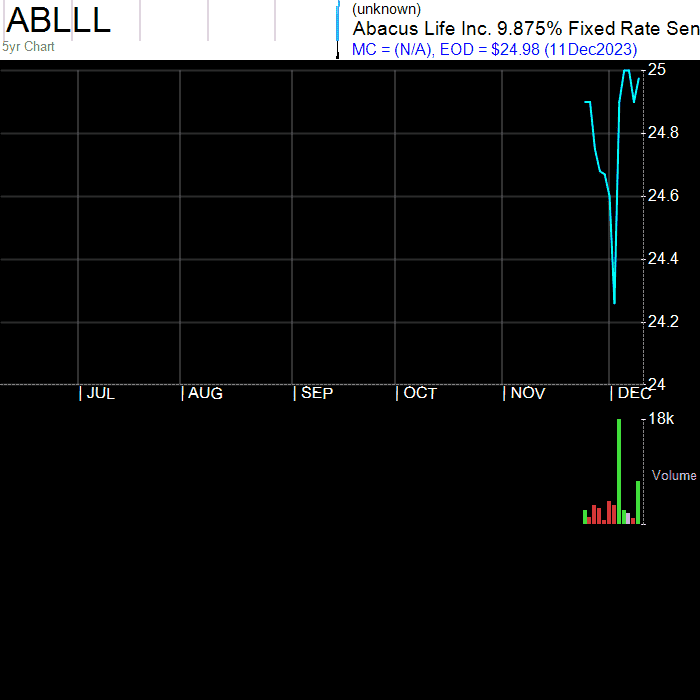 ABLLL
5yr Chart
(unknown)
Abacus Life Inc. 9.875% Fixed Rate Sen
MC = (N/A), EOD = $24.98 (11Dec2023)
25
24.8
24.6
24.4
24.2
24
| JUL | AUG | SEP | OCT | NOV | DEC
18k
Volume